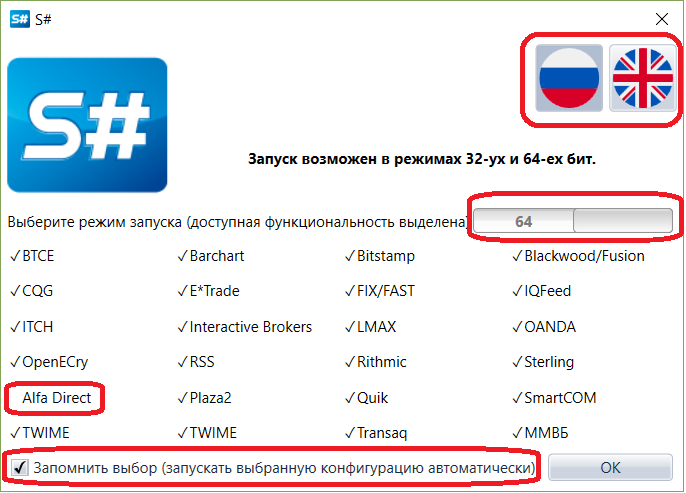 S#
S#
Запуск возможен в режимах 32-ух и 64-ех бит.
Выберите режим запуска (доступная функциональность выделена) 64
✓BTCE ✓Barchart ✓Bitstamp ✓Blackwood/Fusion
✓CQG ✓E*Trade ✓FIX/FAST ✓IQFeed
✓ITCH ✓Interactive Brokers ✓LMAX ✓OANDA
✓OpenECry ✓RSS ✓Rithmic ✓Sterling
Alfa Direct ✓Plaza2 ✓Quik ✓SmartCOM
✓TWIME ✓TWIME ✓Transaq ✓ММВБ
✓ Запомнить выбор (запускать выбранную конфигурацию автоматически) OK